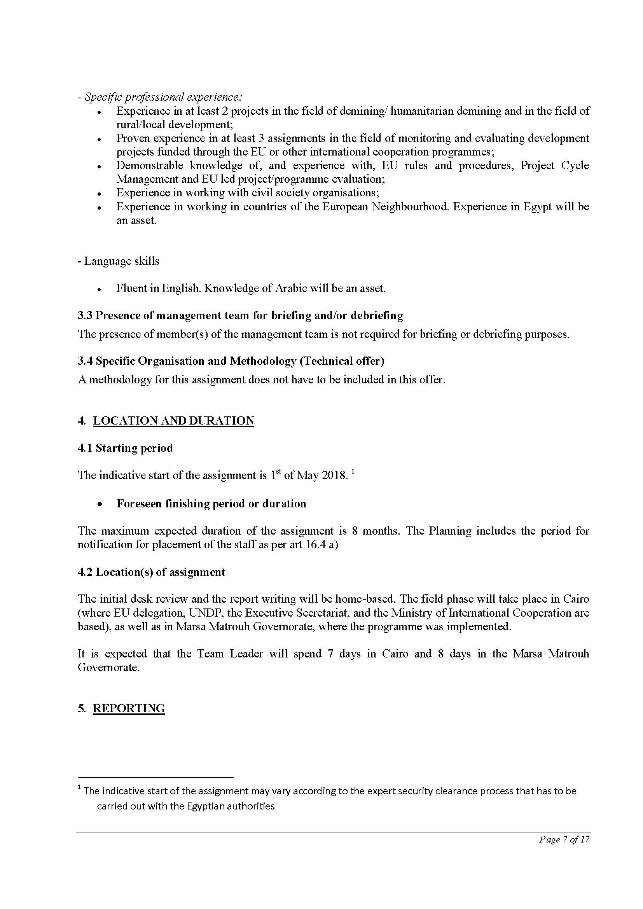 - Specific professional experience;
• Experience in at least 2 projects in the field of demining/ humanitarian demining and in the field of
rural/local development;
• Proven experience in at least 3 assignments in the field of monitoring and evaluating development
projects funded through the EU or other international cooperation programmes;
• Demonstrable knowledge of, and experience with, EU rules and procedures, Project Cycle
Management and EU led project/programme evaluation;
• Experience in working with civil society organisations;
• Experience in working in countries of the European Neighbourhood. Experience in Egypt will be
an asset.
- Language skills
• Fluent in English. Knowledge of Arabic will be an asset.
3.3 Presence of management team for briefing and/or debriefing
The presence of member(s) of the management team is not required for briefing or debriefing purposes.
3.4 Specific Organisation and Methodology (Technical offer)
A methodology for this assignment does not have to be included in this offer.
4. LOCATION AND DURATION
4.1 Starting period
The indicative start of the assignment is 1st of May 2018. 1
• Foreseen finishing period or duration
The maximum expected duration of the assignment is 8 months. The Planning includes the period for
notification for placement of the staff as per art 16.4 a)
4.2 Location(s) of assignment
The initial desk review and the report writing will be home-based. The field phase will take place in Cairo
(where EU delegation, UNDP, the Executive Secretariat, and the Ministry of International Cooperation are
based), as well as in Marsa Matrouh Governorate, where the programme was implemented.
It is expected that the Team Leader will spend 7 days in Cairo and 8 days in the Marsa Matrouh
Governorate.
5. REPORTING
1 The indicative start of the assignment may vary according to the expert security clearance process that has to be
carried out with the Egyptian authorities
Page 7 of 17